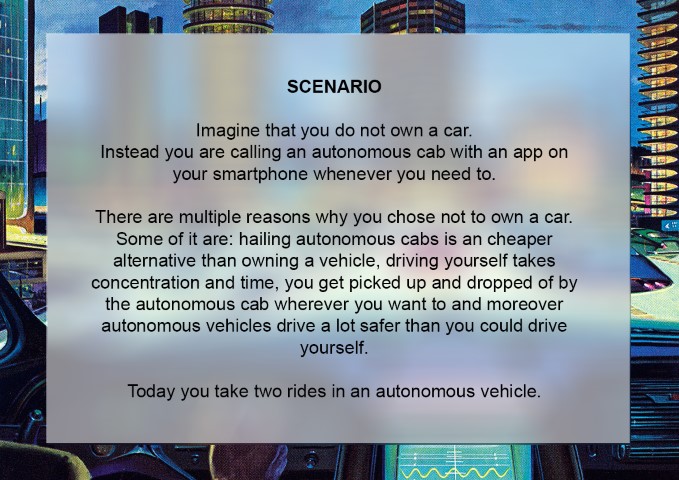 SCENARIO
Imagine that you do not own a car.
Instead you are calling an autonomous cab with an app on
your smartphone whenever you need to.
There are multiple reasons why you chose not to own a car.
Some of it are: hailing autonomous cabs is an cheaper
alternative than owning a vehicle, driving yourself takes
concentration and time, you get picked up and dropped of by
the autonomous cab wherever you want to and moreover
autonomous vehicles drive a lot safer than you could drive
yourself.
Today you take two rides in an autonomous vehicle.